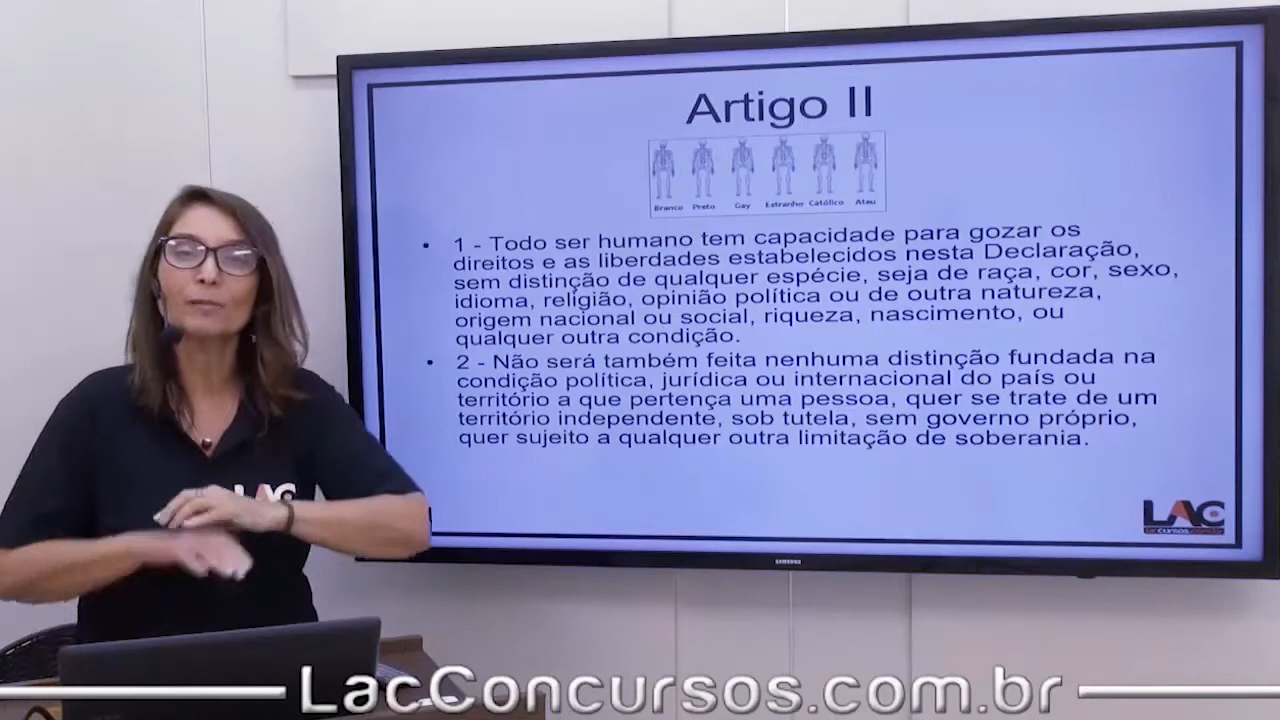 Artigo II
Branco Preto Gay Estranho Católico Ateu
• 1 - Todo ser humano tem capacidade para gozar os
direitos e as liberdades estabelecidos nesta Declaração,
sem distinção de qualquer espécie, seja de raça, cor, sexo,
idioma, religião, opinião política ou de outra natureza,
origem nacional ou social, riqueza, nascimento, ou
qualquer outra condição.
• 2 - Não será também feita nenhuma distinção fundada na
condição política, jurídica ou internacional do país ou
território a que pertença uma pessoa, quer se trate de um
território independente, sob tutela, sem governo próprio,
quer sujeito a qualquer outra limitação de soberania.
LAC
LAC
lacconcursos.com.br
SAMSUNG
LacConcursos.com.br